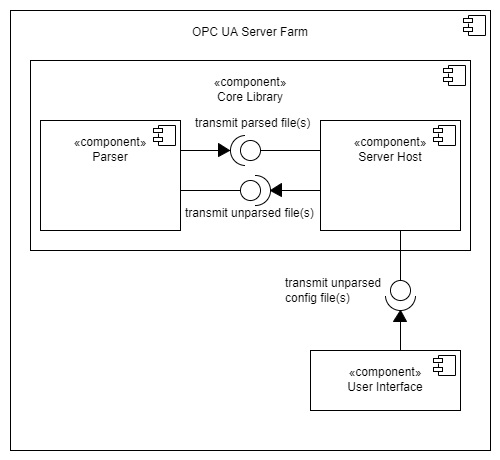 OPC UA Server Farm
«component»
Core Library
transmit parsed file(s)
«component»
Parser
«component»
Server Host
transmit unparsed file(s)
transmit unparsed
config file(s)
«component»
User Interface